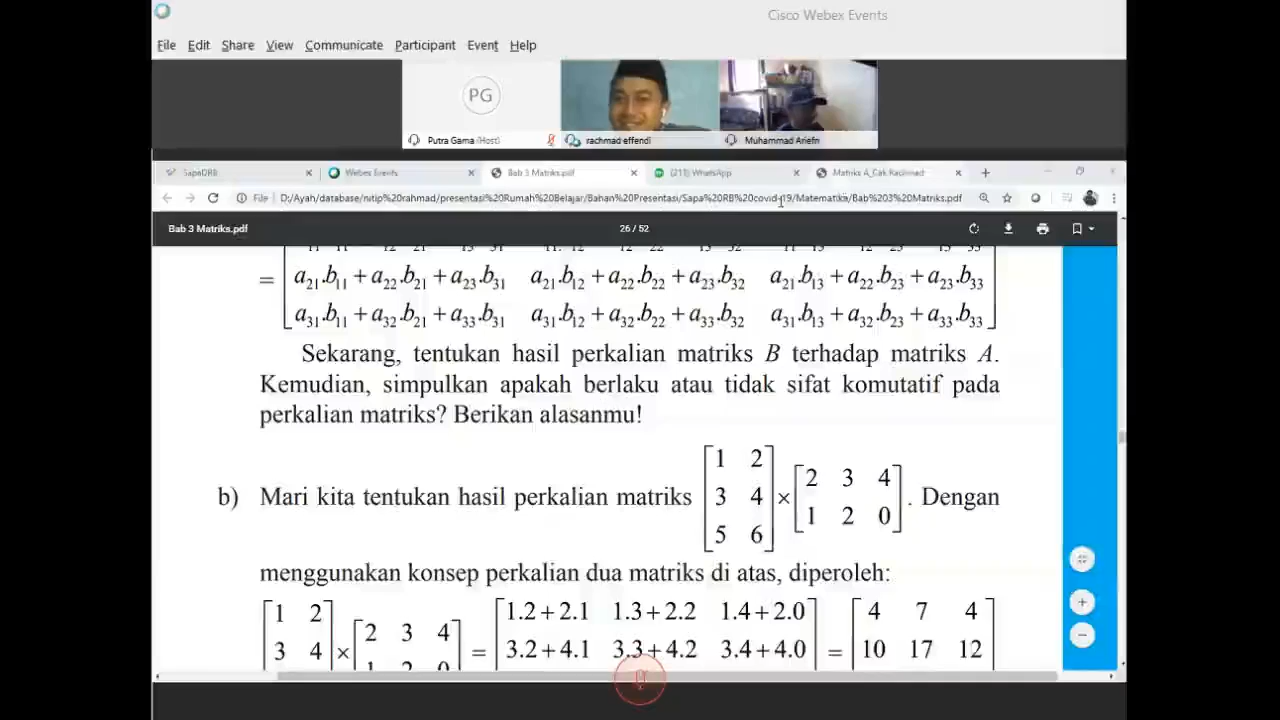 Cisco Webex Events
File Edit Share View Communicate Participant Event Help
PG
Putra Gama (Host) rachmad effendi Muhammad Ariefn
SapaDRB Webex Events Bab 3 Matriks.pdf (211) WhatsApp Matriks A_Cak Rachmad
File D:/Ayah/database/nitip%20rahmad/presentasi%20Rumah%20Belajar/Bahan%20Presentasi/Sapa%20RB%20covid-19/Matematika/Bab%203%20Matriks.pdf
Bab 3 Matriks.pdf 26 / 52
= a21.b11 + a22.b21 + a23.b31 a21.b12 + a22.b22 + a23.b32 a21.b13 + a22.b23 + a23.b33
a31.b11 + a32.b21 + a33.b31 a31.b12 + a32.b22 + a33.b32 a31.b13 + a32.b23 + a33.b33
Sekarang, tentukan hasil perkalian matriks B terhadap matriks A.
Kemudian, simpulkan apakah berlaku atau tidak sifat komutatif pada
perkalian matriks? Berikan alasanmu!
b) Mari kita tentukan hasil perkalian matriks [1 2; 3 4; 5 6] × [2 3 4; 1 2 0]. Dengan
menggunakan konsep perkalian dua matriks di atas, diperoleh:
1 2 1.2 + 2.1 1.3 + 2.2 1.4 + 2.0 4 7 4
3 4 × 2 3 4 = 3.2 + 4.1 3.3 + 4.2 3.4 + 4.0 = 10 17 12
1 2 0